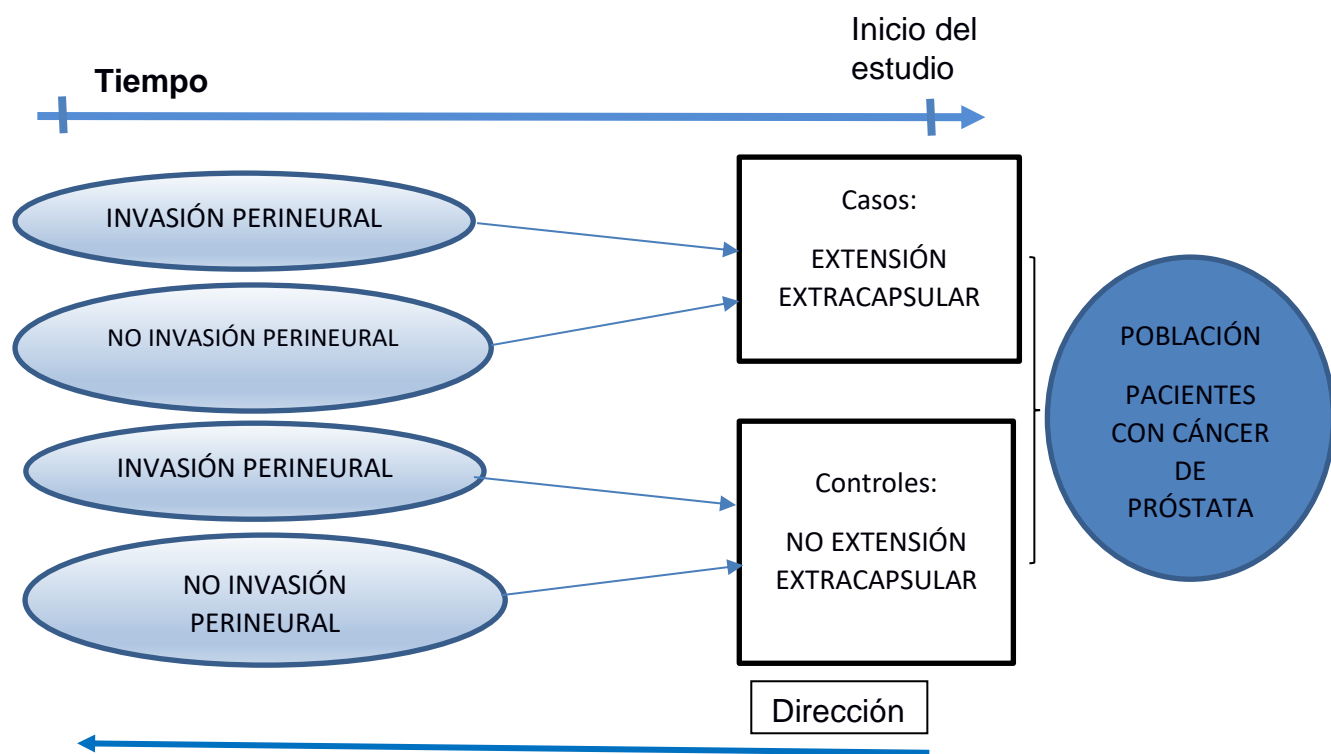 Inicio del
estudio
Tiempo
INVASIÓN PERINEURAL
NO INVASIÓN PERINEURAL
INVASIÓN PERINEURAL
NO INVASIÓN
PERINEURAL
Casos:
EXTENSIÓN
EXTRACAPSULAR
Controles:
NO EXTENSIÓN
EXTRACAPSULAR
POBLACIÓN
PACIENTES
CON CÁNCER
DE
PRÓSTATA
Dirección